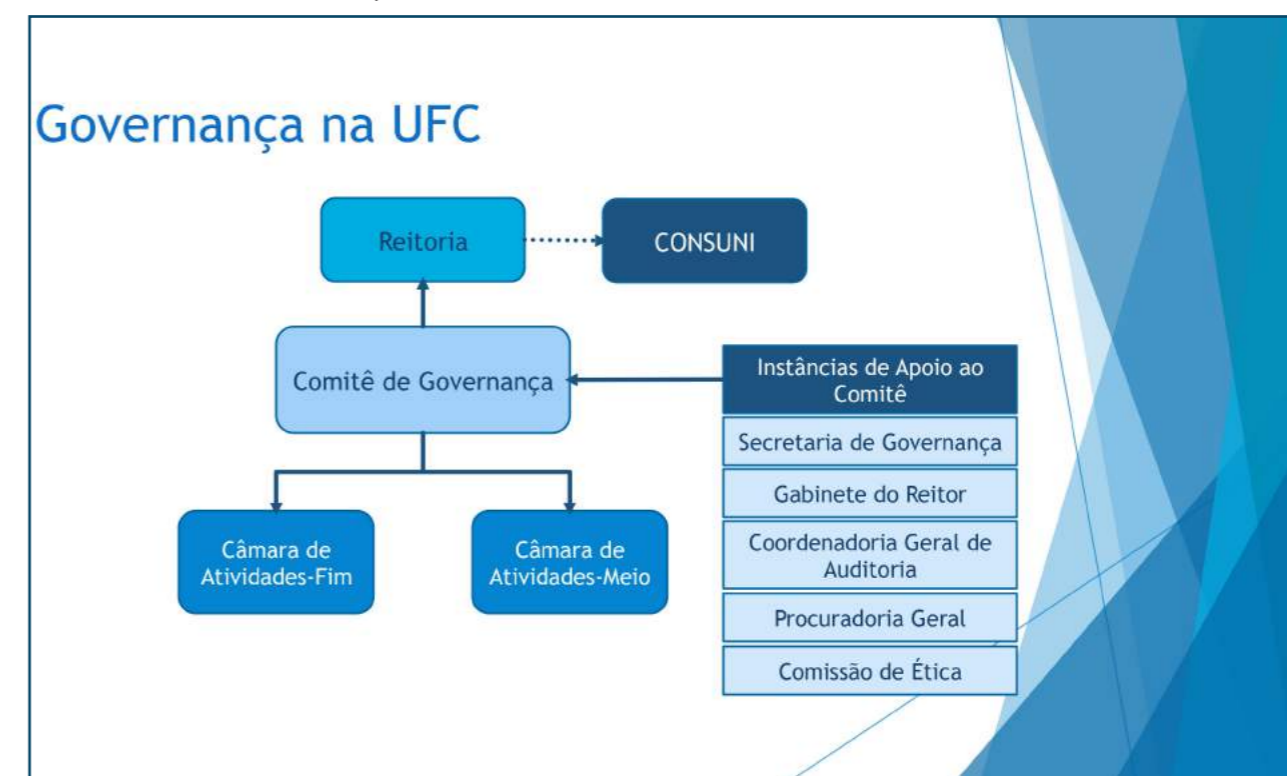 Governança na UFC
Reitoria
CONSUNI
Comitê de Governança
Instâncias de Apoio ao
Comitê
Secretaria de Governança
Gabinete do Reitor
Coordenadoria Geral de
Auditoria
Procuradoria Geral
Comissão de Ética
Câmara de
Atividades-Fim
Câmara de
Atividades-Meio